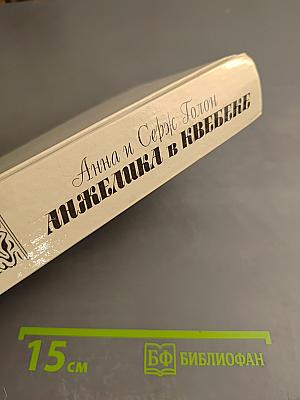 Анна и Серж Голон
АНЖЕЛИКА в КВЕБЕКЕ
15 см
БФ БИБЛИОФАН